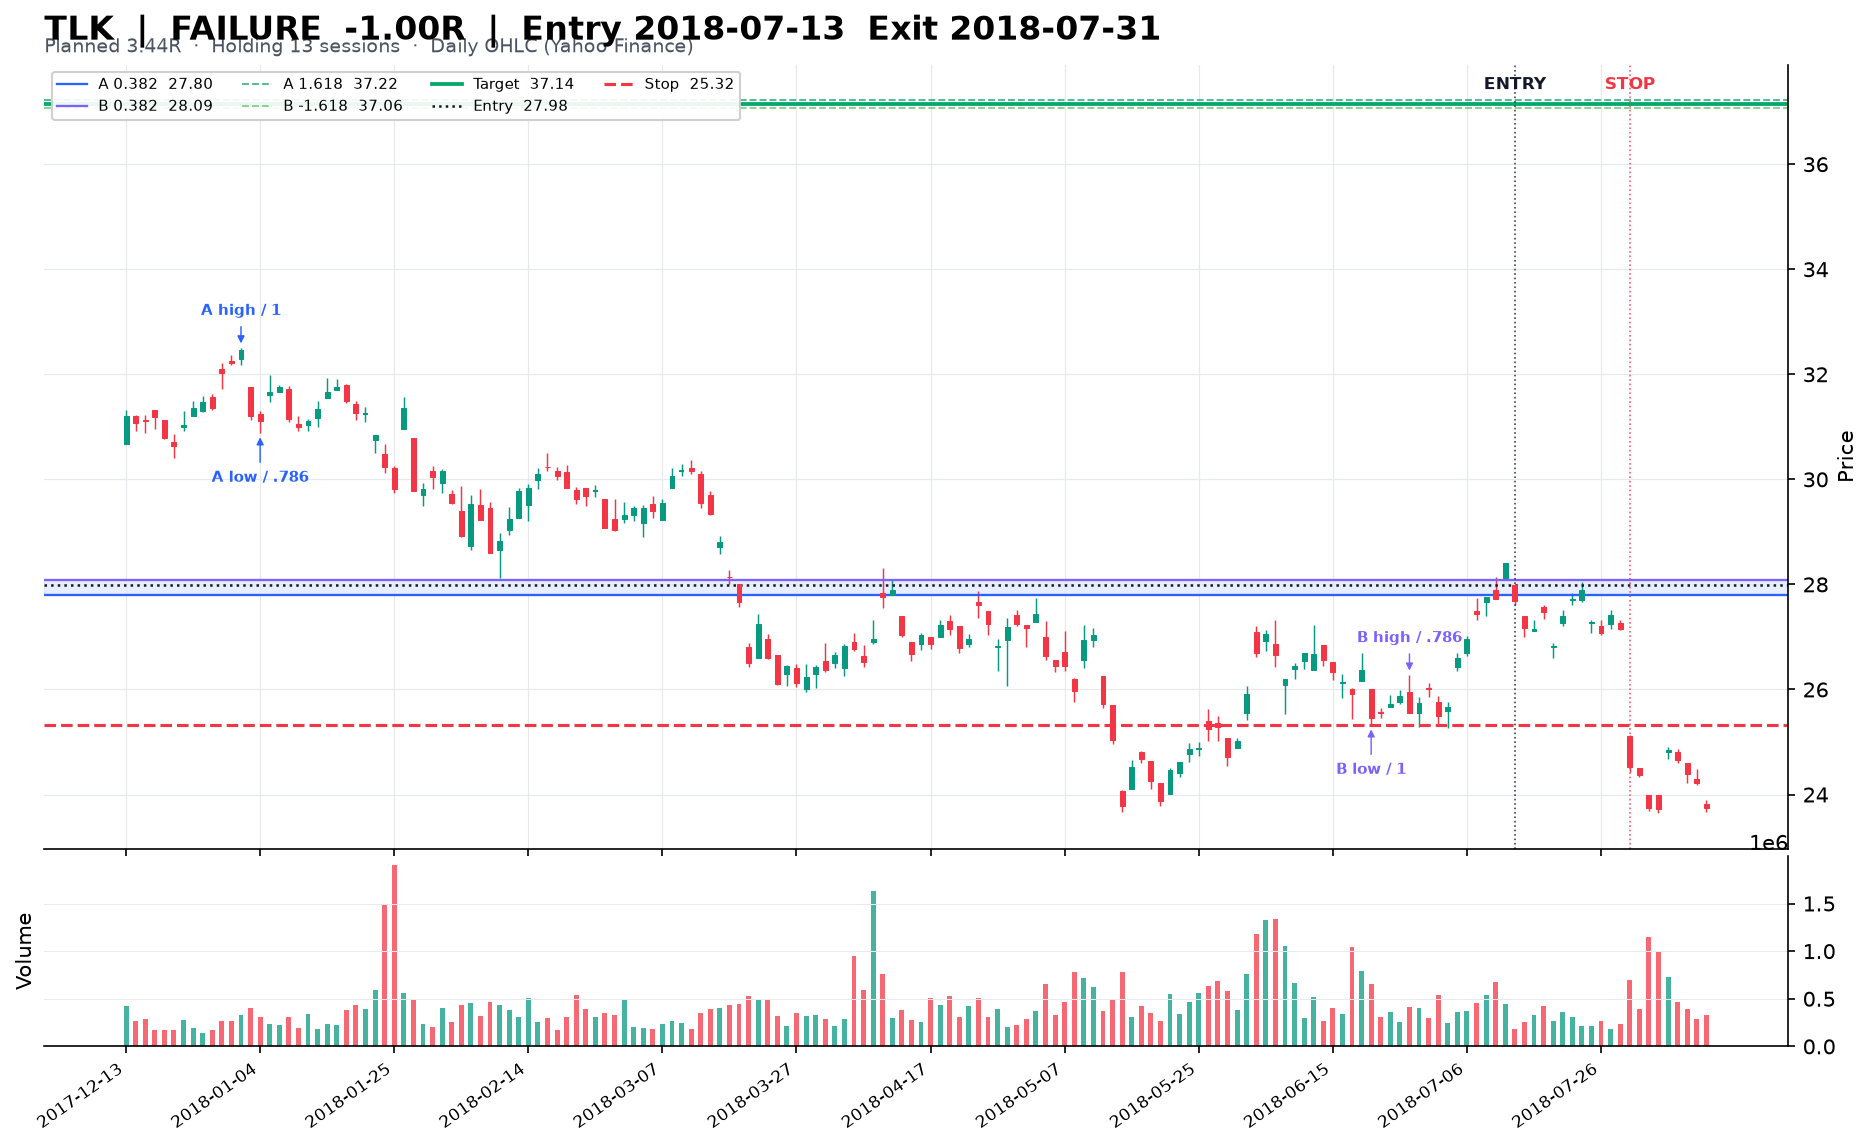 TLK | FAILURE -1.00R | Entry 2018-07-13 Exit 2018-07-31
Planned 3.44R · Holding 13 sessions · Daily OHLC (Yahoo Finance)
A 0.382 27.80 A 1.618 37.22 Target 37.14 Stop 25.32
B 0.382 28.09 B -1.618 37.06 Entry 27.98
ENTRY STOP
36
34
A high / 1
32
A low / .786
30
Price
28
B high / .786
26
B low / 1
24
1e6
Volume
1.5
1.0
0.5
0.0
2017-12-13 2018-01-04 2018-01-25 2018-02-14 2018-03-07 2018-03-27 2018-04-17 2018-05-07 2018-05-25 2018-06-15 2018-07-06 2018-07-26